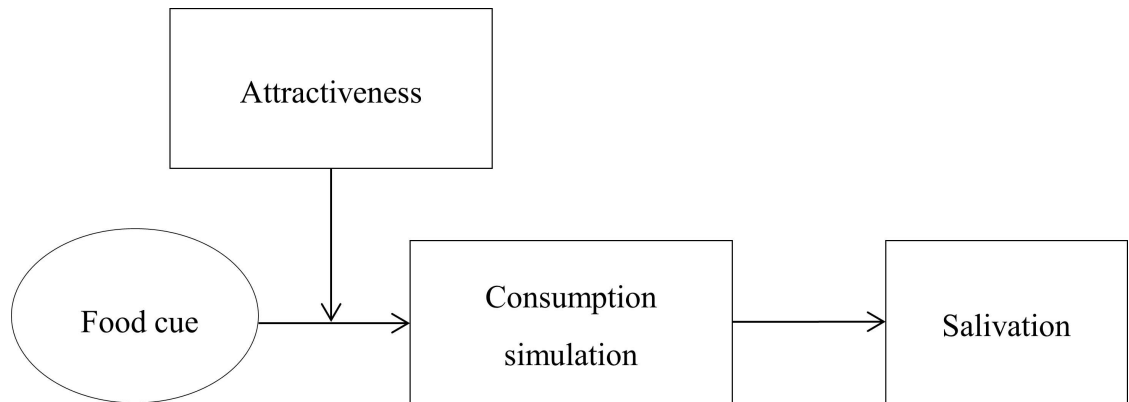 Attractiveness
Food cue
Consumption
simulation
Salivation